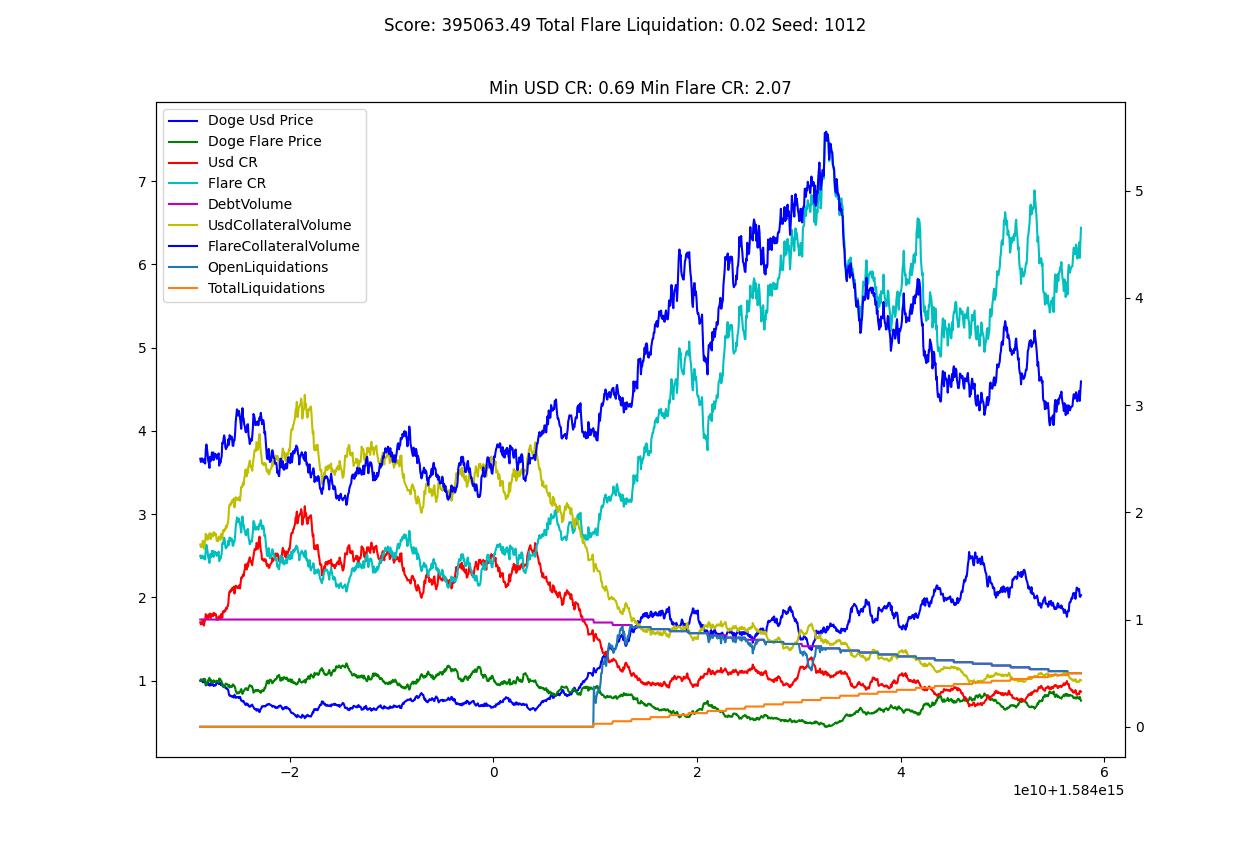 Score: 395063.49 Total Flare Liquidation: 0.02 Seed: 1012
Min USD CR: 0.69 Min Flare CR: 2.07
Doge Usd Price
Doge Flare Price
Usd CR
Flare CR
DebtVolume
UsdCollateralVolume
FlareCollateralVolume
OpenLiquidations
TotalLiquidations
7
6
5
4
3
2
1
5
4
3
2
1
0
−2
0
2
4
6
1e10+1.584e15